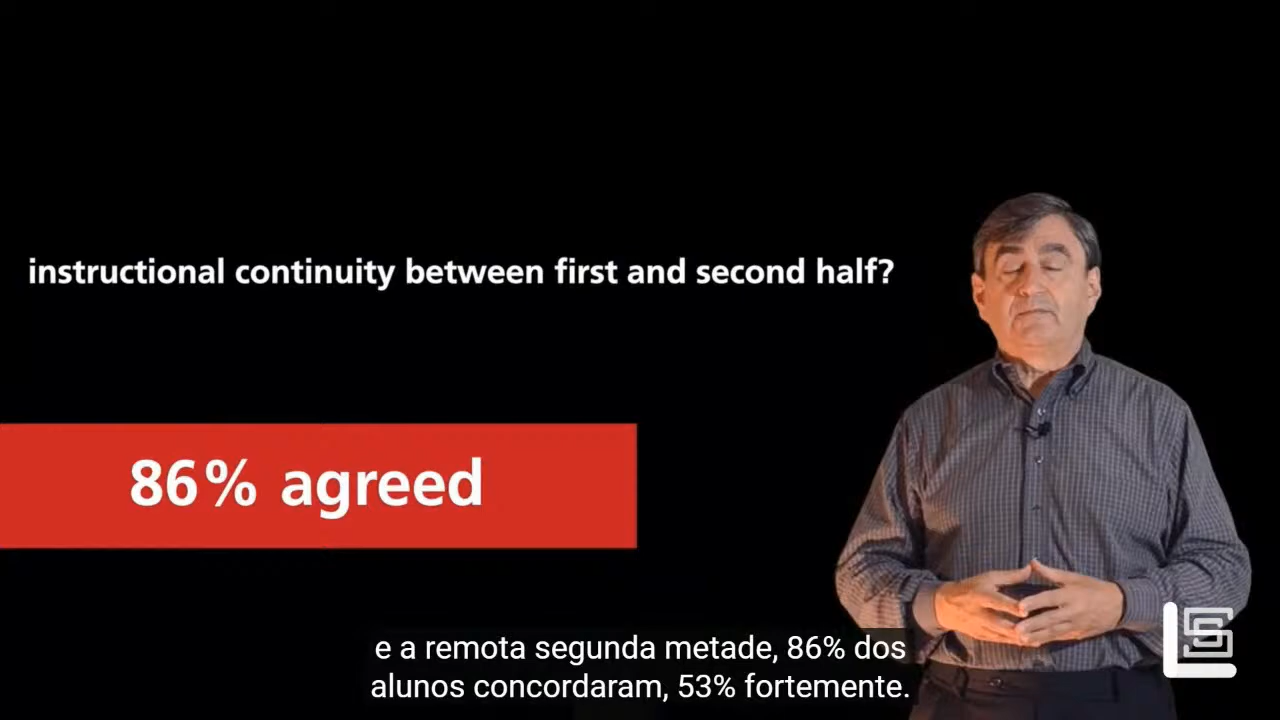 instructional continuity between first and second half?
86% agreed
e a remota segunda metade, 86% dos
alunos concordaram, 53% fortemente.